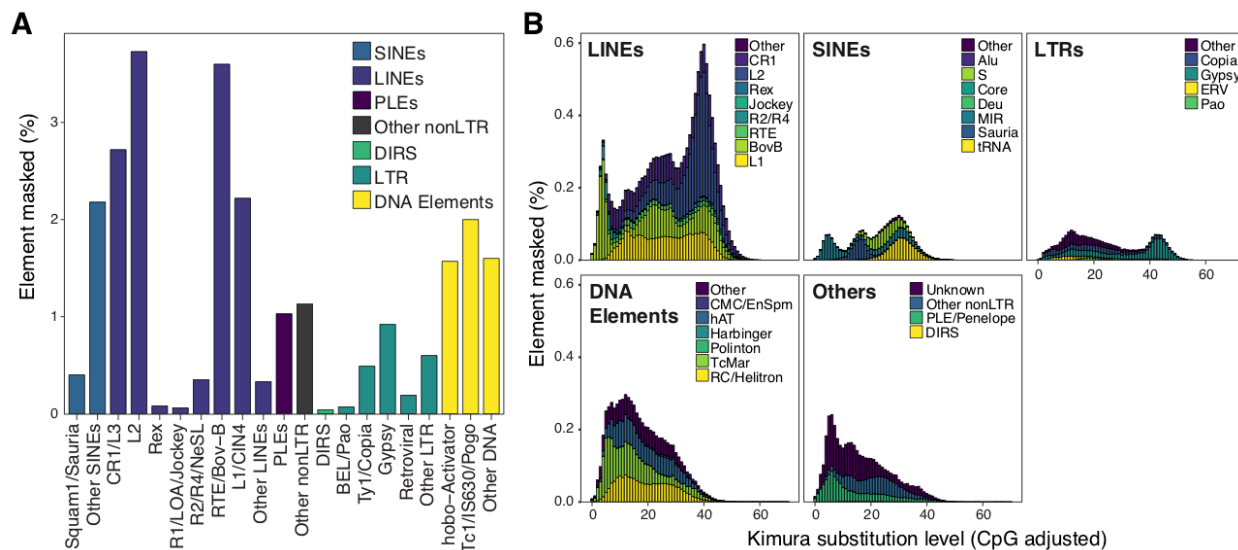 A
Element masked (%)
3
2
1
0
SINEs
LINEs
PLEs
Other nonLTR
DIRS
LTR
DNA Elements
Squam1/Sauria
Other SINEs
CR1/L3
L2
Rex
R1/LOA/Jockey
R2/R4/NeSL
RTE/Bov-B
L1/CIN4
Other LINEs
PLEs
Other nonLTR
DIRS
BEL/Pao
Ty1/Copia
Gypsy
Retroviral
Other LTR
hobo-Activator
Tc1/IS630/Pogo
Other DNA
B
Element masked (%)
0.6
0.4
0.2
0.0
LINEs
Other
CR1
L2
Rex
Jockey
R2/R4
RTE
BovB
L1
SINEs
Other
Alu
S
Core
Deu
MIR
Sauria
tRNA
0 20 40 60
LTRs
Other
Copia
Gypsy
ERV
Pao
0 20 40 60
0.6
0.4
0.2
0.0
DNA
Elements
Other
CMC/EnSpm
hAT
Harbinger
Polinton
TcMar
RC/Helitron
0 20 40 60
Others
Unknown
Other nonLTR
PLE/Penelope
DIRS
0 20 40 60
Kimura substitution level (CpG adjusted)